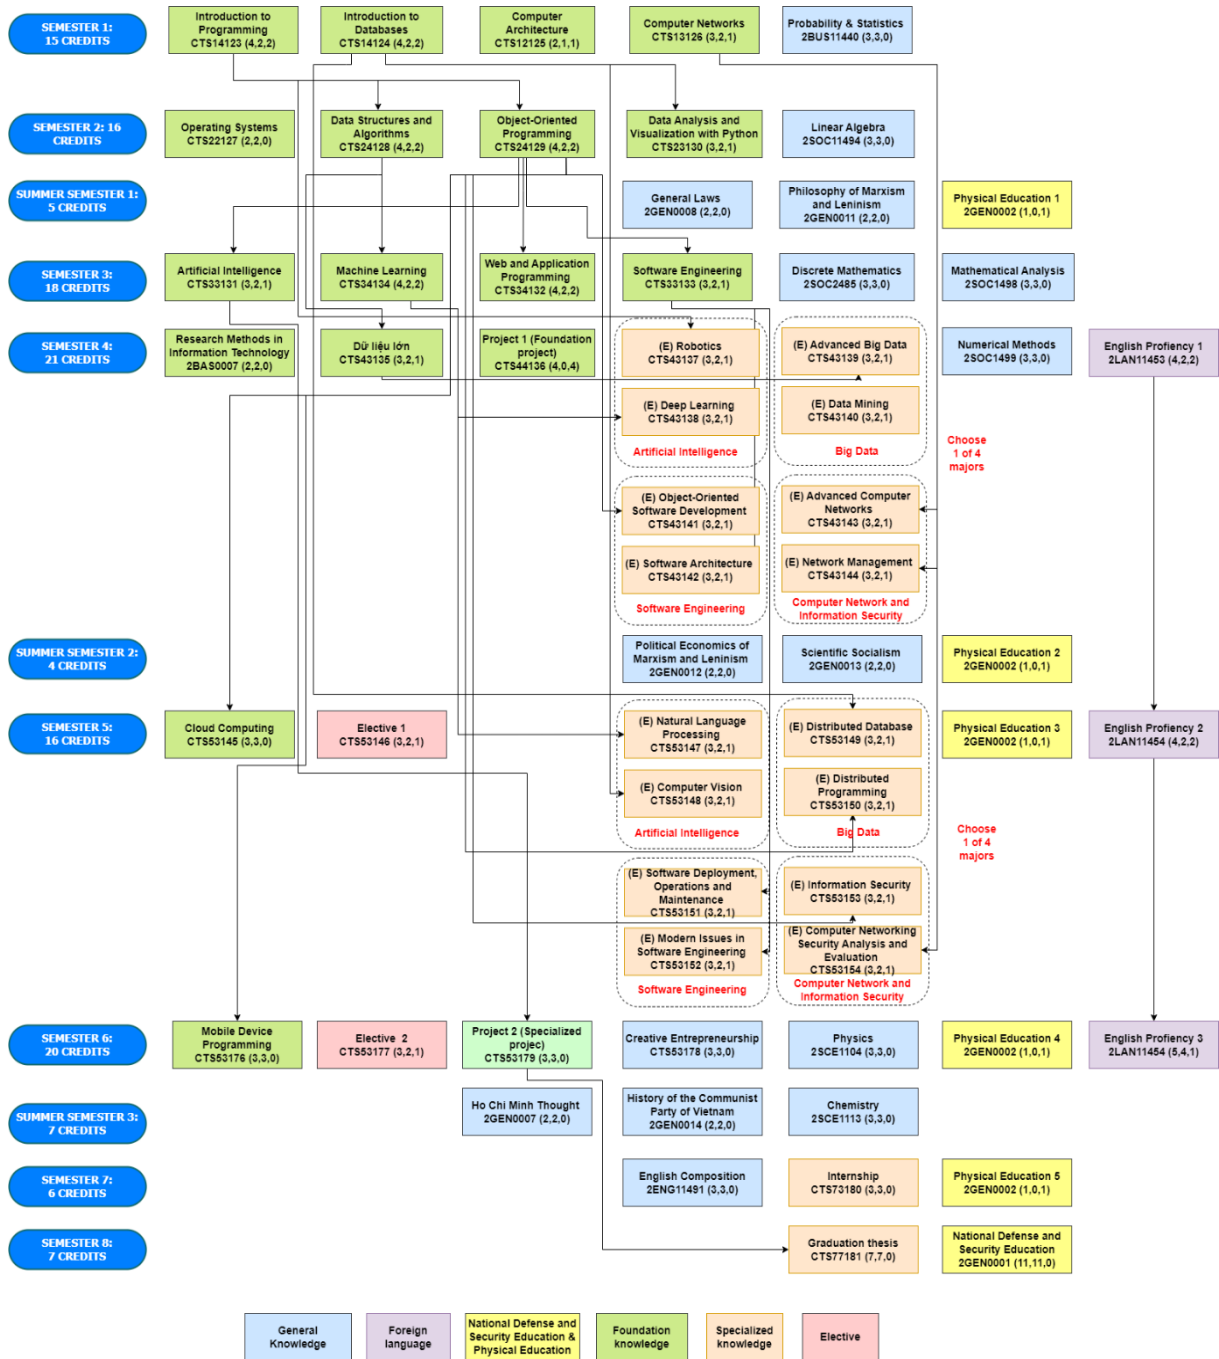 SEMESTER 1:
15 CREDITS
Introduction to
Programming
CTS14123 (4,2,2)
Introduction to
Databases
CTS14124 (4,2,2)
Computer
Architecture
CTS12125 (2,1,1)
Computer Networks
CTS13126 (3,2,1)
Probability & Statistics
2BUS11440 (3,3,0)
SEMESTER 2: 16
CREDITS
Operating Systems
CTS22127 (2,2,0)
Data Structures and
Algorithms
CTS24128 (4,2,2)
Object-Oriented
Programming
CTS24129 (4,2,2)
Data Analysis and
Visualization with Python
CTS23130 (3,2,1)
Linear Algebra
2SOC11494 (3,3,0)
SUMMER SEMESTER 1:
5 CREDITS
General Laws
2GEN0008 (2,2,0)
Philosophy of Marxism
and Leninism
2GEN0011 (2,2,0)
Physical Education 1
2GEN0002 (1,0,1)
SEMESTER 3:
18 CREDITS
Artificial Intelligence
CTS33131 (3,2,1)
Machine Learning
CTS34134 (4,2,2)
Web and Application
Programming
CTS34132 (4,2,2)
Software Engineering
CTS33133 (3,2,1)
Discrete Mathematics
2SOC2485 (3,3,0)
Mathematical Analysis
2SOC1498 (3,3,0)
SEMESTER 4:
21 CREDITS
Research Methods in
Information Technology
2BAS0007 (2,2,0)
Dữ liệu lớn
CTS43135 (3,2,1)
Project 1 (Foundation
project)
CTS44136 (4,0,4)
(E) Robotics
CTS43137 (3,2,1)
(E) Advanced Big Data
CTS43139 (3,2,1)
Numerical Methods
2SOC1499 (3,3,0)
English Profiency 1
2LAN11453 (4,2,2)
(E) Deep Learning
CTS43138 (3,2,1)
(E) Data Mining
CTS43140 (3,2,1)
Artificial Intelligence
Big Data
Choose
1 of 4
majors
(E) Object-Oriented
Software Development
CTS43141 (3,2,1)
(E) Advanced Computer
Networks
CTS43143 (3,2,1)
(E) Software Architecture
CTS43142 (3,2,1)
(E) Network Management
CTS43144 (3,2,1)
Software Engineering
Computer Network and
Information Security
SUMMER SEMESTER 2:
4 CREDITS
Political Economics of
Marxism and Leninism
2GEN0012 (2,2,0)
Scientific Socialism
2GEN0013 (2,2,0)
Physical Education 2
2GEN0002 (1,0,1)
SEMESTER 5:
16 CREDITS
Cloud Computing
CTS53145 (3,3,0)
Elective 1
CTS53146 (3,2,1)
(E) Natural Language
Processing
CTS53147 (3,2,1)
(E) Distributed Database
CTS53149 (3,2,1)
Physical Education 3
2GEN0002 (1,0,1)
English Profiency 2
2LAN11454 (4,2,2)
(E) Computer Vision
CTS53148 (3,2,1)
(E) Distributed
Programming
CTS53150 (3,2,1)
Artificial Intelligence
Big Data
Choose
1 of 4
majors
(E) Software Deployment,
Operations and
Maintenance
CTS53151 (3,2,1)
(E) Information Security
CTS53153 (3,2,1)
(E) Modern Issues in
Software Engineering
CTS53152 (3,2,1)
(E) Computer Networking
Security Analysis and
Evaluation
CTS53154 (3,2,1)
Software Engineering
Computer Network and
Information Security
SEMESTER 6:
20 CREDITS
Mobile Device
Programming
CTS53176 (3,3,0)
Elective 2
CTS53177 (3,2,1)
Project 2 (Specialized
projec)
CTS53179 (3,3,0)
Creative Entrepreneurship
CTS53178 (3,3,0)
Physics
2SCE1104 (3,3,0)
Physical Education 4
2GEN0002 (1,0,1)
English Profiency 3
2LAN11454 (5,4,1)
SUMMER SEMESTER 3:
7 CREDITS
Ho Chi Minh Thought
2GEN0007 (2,2,0)
History of the Communist
Party of Vietnam
2GEN0014 (2,2,0)
Chemistry
2SCE1113 (3,3,0)
SEMESTER 7:
6 CREDITS
English Composition
2ENG11491 (3,3,0)
Internship
CTS73180 (3,3,0)
Physical Education 5
2GEN0002 (1,0,1)
SEMESTER 8:
7 CREDITS
Graduation thesis
CTS77181 (7,7,0)
National Defense and
Security Education
2GEN0001 (11,11,0)
General
Knowledge
Foreign
language
National Defense and
Security Education &
Physical Education
Foundation
knowledge
Specialized
knowledge
Elective